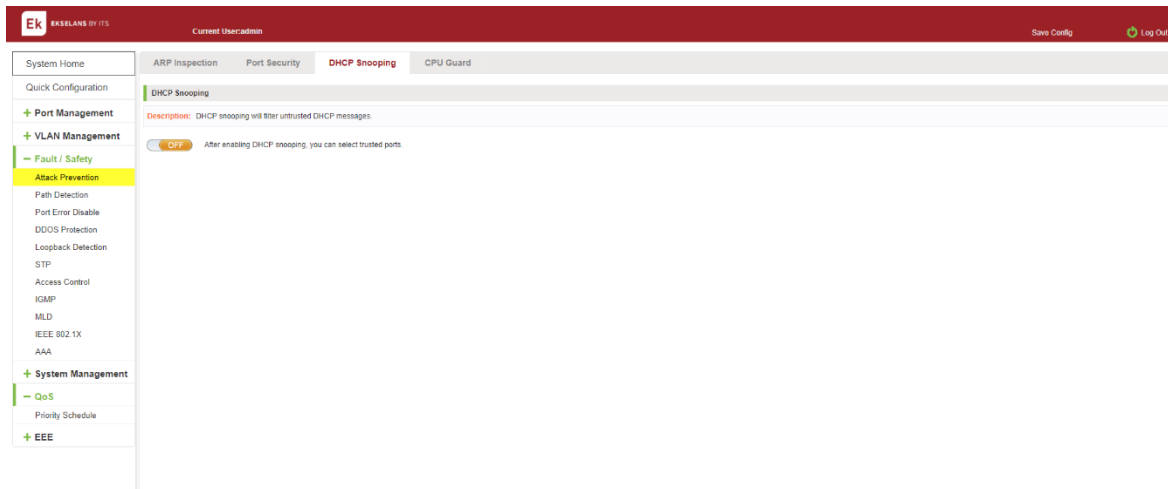 Ek EKSELANS BY ITS
Current User:admin
Save Config
Log Out
System Home
Quick Configuration
Port Management
VLAN Management
Fault / Safety
Attack Prevention
Path Detection
Port Error Disable
DDOS Protection
Loopback Detection
STP
Access Control
IGMP
MLD
IEEE 802.1X
AAA
System Management
QoS
Priority Schedule
EEE
ARP Inspection
Port Security
DHCP Snooping
CPU Guard
DHCP Snooping
Description: DHCP snooping will filter untrusted DHCP messages.
OFF After enabling DHCP snooping, you can select trusted ports.